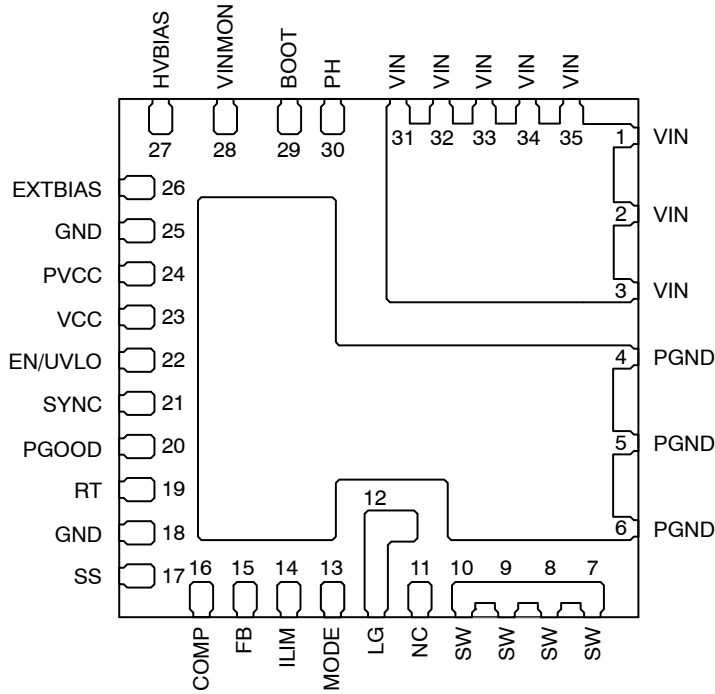 HVBIAS VINMON BOOT PH VIN VIN VIN VIN VIN
27 28 29 30 31 32 33 34 35
1 VIN
2 VIN
3 VIN
4 PGND
5 PGND
6 PGND
EXTBIAS 26
GND 25
PVCC 24
VCC 23
EN/UVLO 22
SYNC 21
PGOOD 20
RT 19
GND 18
SS 17
12
16 15 14 13 11 10 9 8 7
COMP FB ILIM MODE LG NC SW SW SW SW